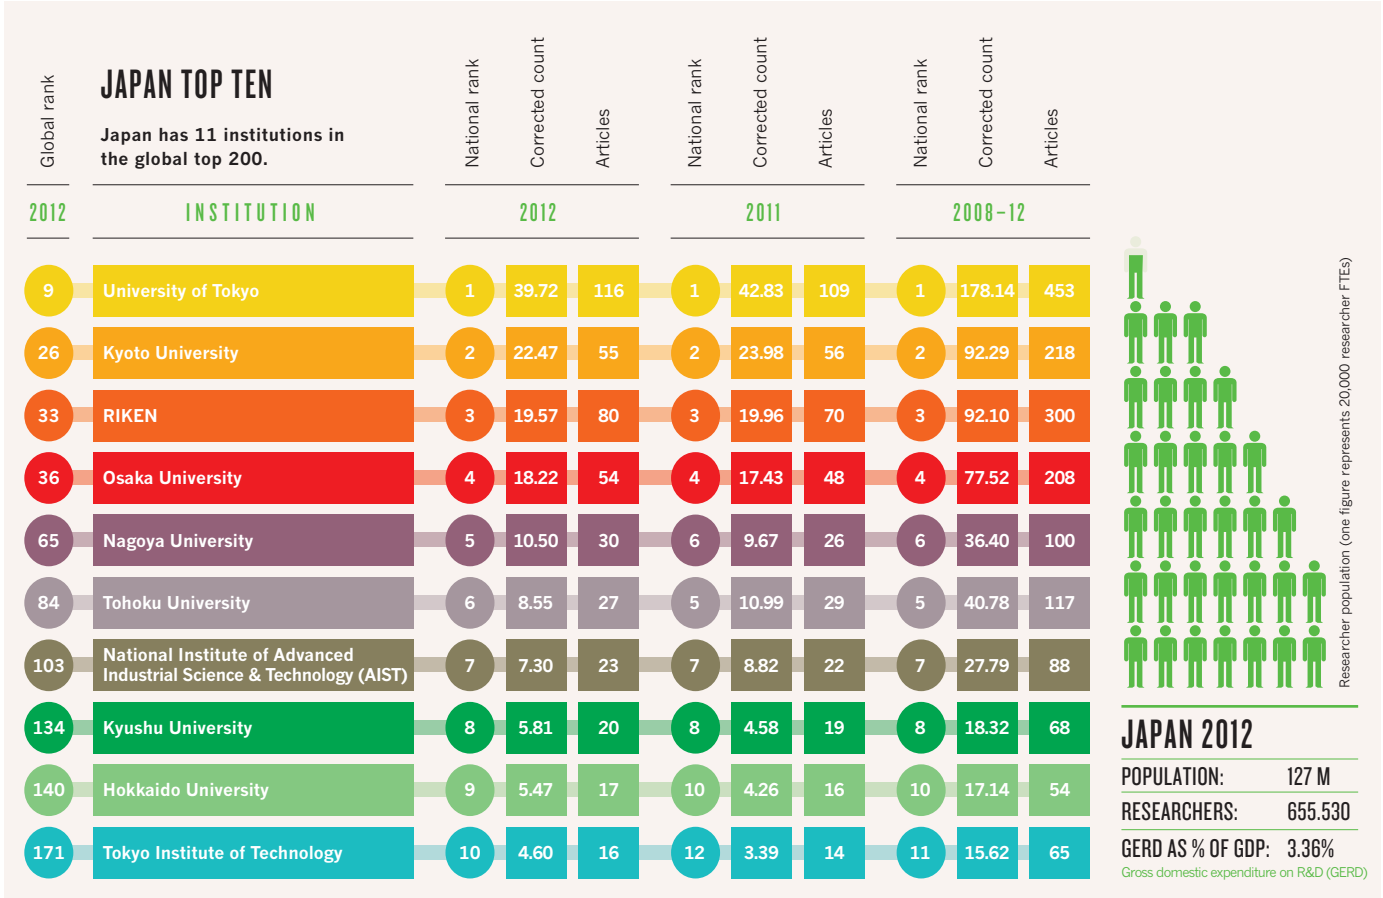 JAPAN TOP TEN
Japan has 11 institutions in
the global top 200.
Global rank
National rank
Corrected count
Articles
National rank
Corrected count
Articles
National rank
Corrected count
Articles
2012 INSTITUTION 2012 2011 2008–12
9 University of Tokyo 1 39.72 116 1 42.83 109 1 178.14 453
26 Kyoto University 2 22.47 55 2 23.98 56 2 92.29 218
33 RIKEN 3 19.57 80 3 19.96 70 3 92.10 300
36 Osaka University 4 18.22 54 4 17.43 48 4 77.52 208
65 Nagoya University 5 10.50 30 6 9.67 26 6 36.40 100
84 Tohoku University 6 8.55 27 5 10.99 29 5 40.78 117
103 National Institute of Advanced
Industrial Science & Technology (AIST) 7 7.30 23 7 8.82 22 7 27.79 88
134 Kyushu University 8 5.81 20 8 4.58 19 8 18.32 68
140 Hokkaido University 9 5.47 17 10 4.26 16 10 17.14 54
171 Tokyo Institute of Technology 10 4.60 16 12 3.39 14 11 15.62 65
Researcher population (one figure represents 20,000 researcher FTEs)
JAPAN 2012
POPULATION: 127 M
RESEARCHERS: 655.530
GERD AS % OF GDP: 3.36%
Gross domestic expenditure on R&D (GERD)